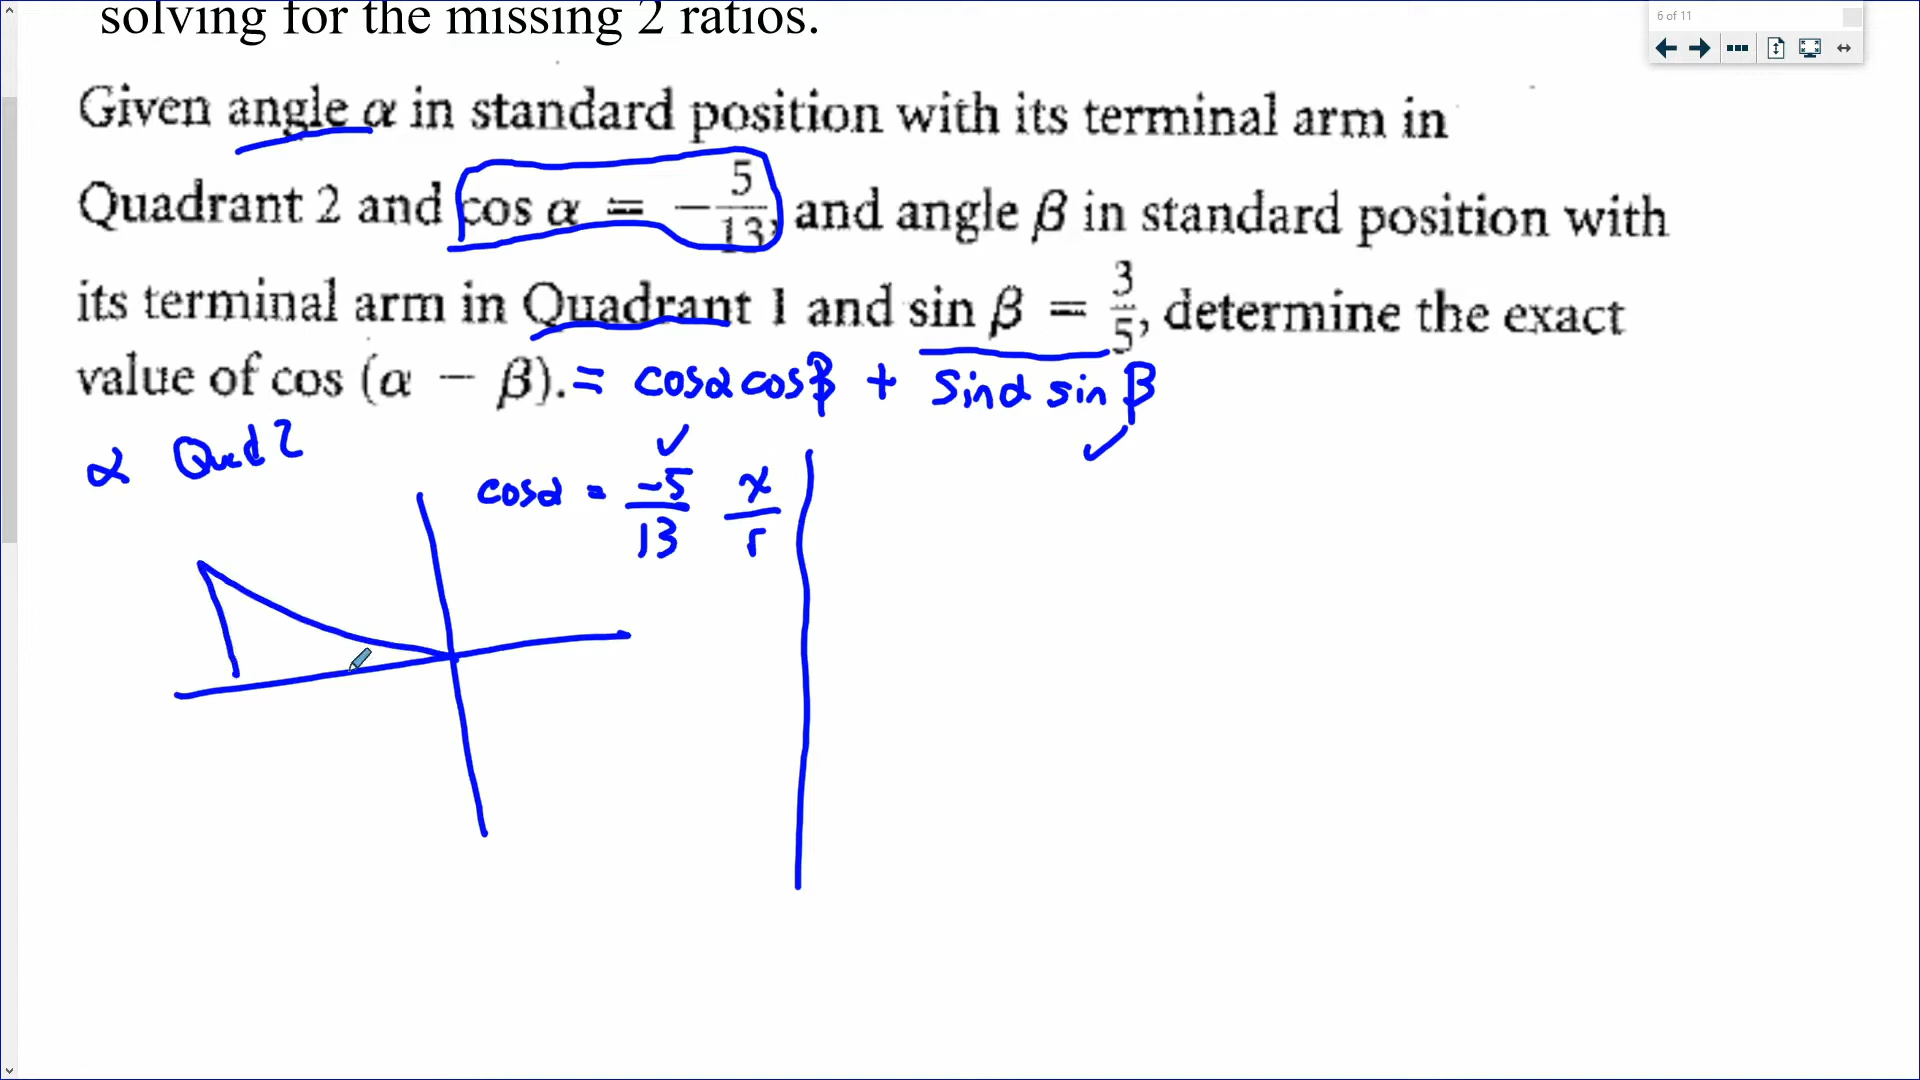 solving for the missing 2 ratios.
6 of 11
Given angle α in standard position with its terminal arm in
Quadrant 2 and cos α = −5/13, and angle β in standard position with
its terminal arm in Quadrant 1 and sin β = 3/5, determine the exact
value of cos (α − β). = cosα cosβ + sinα sin β
α Quad 2
cosα = -5/13 x/r